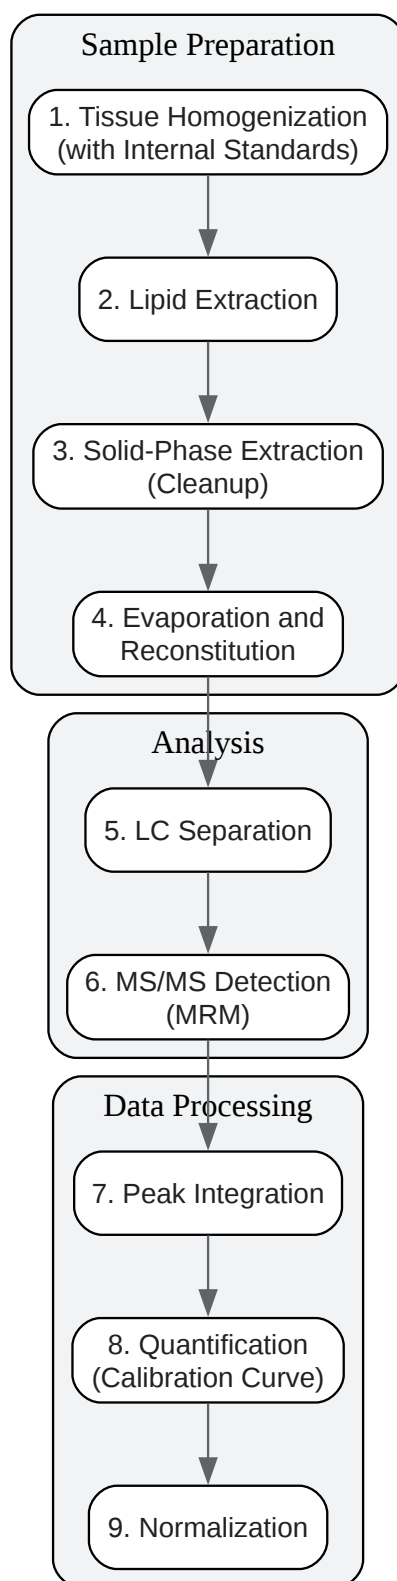 Sample Preparation
1. Tissue Homogenization
(with Internal Standards)
2. Lipid Extraction
3. Solid-Phase Extraction
(Cleanup)
4. Evaporation and
Reconstitution
Analysis
5. LC Separation
6. MS/MS Detection
(MRM)
Data Processing
7. Peak Integration
8. Quantification
(Calibration Curve)
9. Normalization